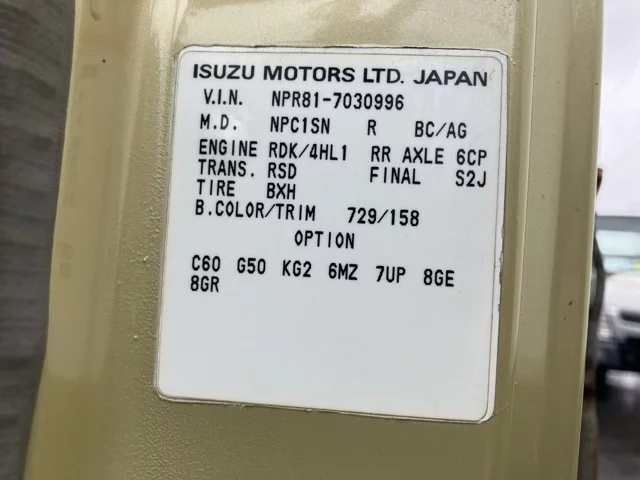 ISUZU MOTORS LTD. JAPAN
V.I.N. NPR81-7030996
M.D. NPC1SN R BC/AG
ENGINE RDK/4HL1 RR AXLE 6CP
TRANS. RSD FINAL S2J
TIRE BXH
B.COLOR/TRIM 729/158
OPTION
C60 G50 KG2 6MZ 7UP 8GE
8GR